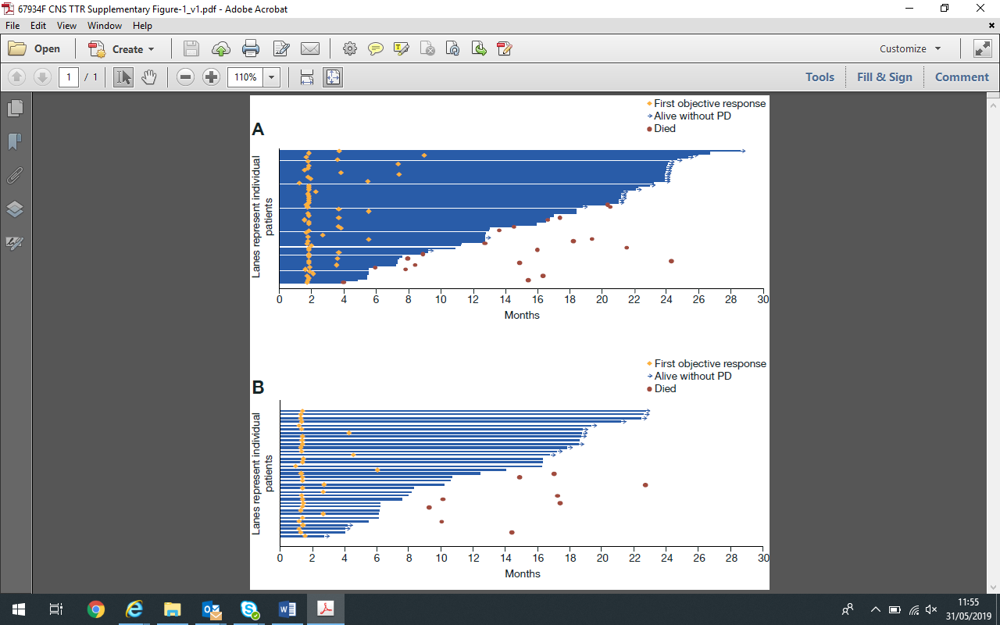 67934F CNS TTR Supplementary Figure-1_v1.pdf - Adobe Acrobat
File Edit View Window Help
Open Create Customize
1 / 1 110% Tools Fill & Sign Comment
First objective response
Alive without PD
Died
A
Lanes represent individual
patients
0 2 4 6 8 10 12 14 16 18 20 22 24 26 28 30
Months
First objective response
Alive without PD
Died
B
Lanes represent individual
patients
0 2 4 6 8 10 12 14 16 18 20 22 24 26 28 30
Months
11:55
31/05/2019